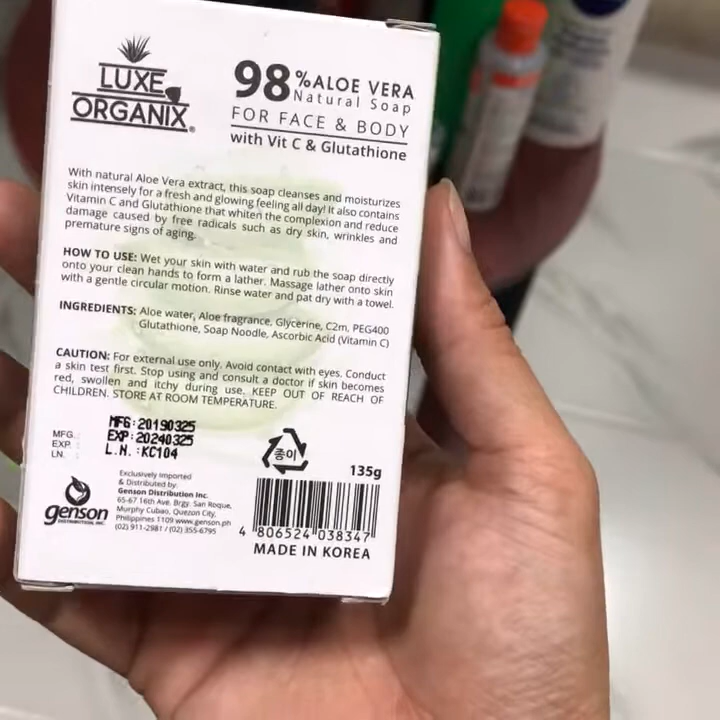 LUXE
ORGANIX®
98% ALOE VERA
Natural Soap
FOR FACE & BODY
with Vit C & Glutathione
With natural Aloe Vera extract, this soap cleanses and moisturizes
skin intensely for a fresh and glowing feeling all day! It also contains
Vitamin C and Glutathione that whiten the complexion and reduce
damage caused by free radicals such as dry skin, wrinkles and
premature signs of aging.
HOW TO USE: Wet your skin with water and rub the soap directly
onto your clean hands to form a lather. Massage lather onto skin
with a gentle circular motion. Rinse water and pat dry with a towel.
INGREDIENTS: Aloe water, Aloe fragrance, Glycerine, C2m, PEG400
Glutathione, Soap Noodle, Ascorbic Acid (Vitamin C)
CAUTION: For external use only. Avoid contact with eyes. Conduct
a skin test first. Stop using and consult a doctor if skin becomes
red, swollen and itchy during use. KEEP OUT OF REACH OF
CHILDREN. STORE AT ROOM TEMPERATURE.
MFG. MFG:20190325
EXP. EXP:20240325
LN. L.N.:KC104
종이
135g
genson
DISTRIBUTION, INC.
Exclusively Imported
& Distributed by:
Genson Distribution Inc.
65-67 16th Ave. Brgy. San Roque,
Murphy Cubao, Quezon City,
Philippines 1109 www.genson.ph
(02) 911-2981 / (02) 355-6795
4 806524 038347
MADE IN KOREA